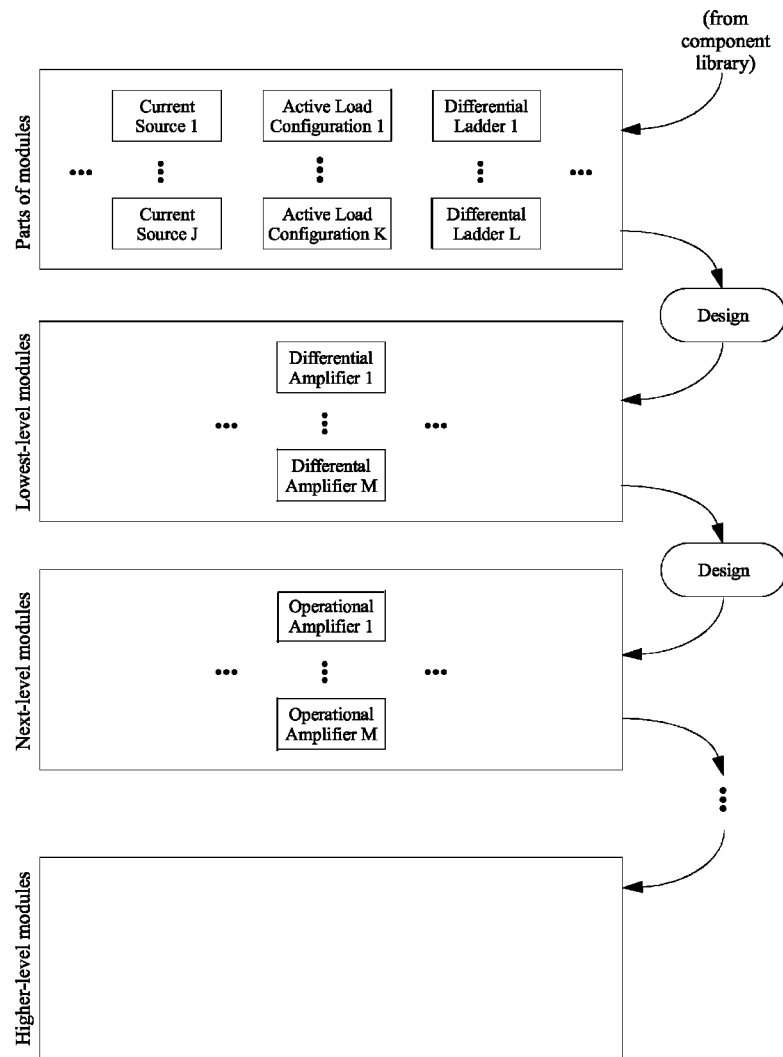 (from
component
library)
Parts of modules
Current
Source 1
Active Load
Configuration 1
Differential
Ladder 1
Current
Source J
Active Load
Configuration K
Differental
Ladder L
Design
Lowest-level modules
Differential
Amplifier 1
Differental
Amplifier M
Design
Next-level modules
Operational
Amplifier 1
Operational
Amplifier M
Higher-level modules